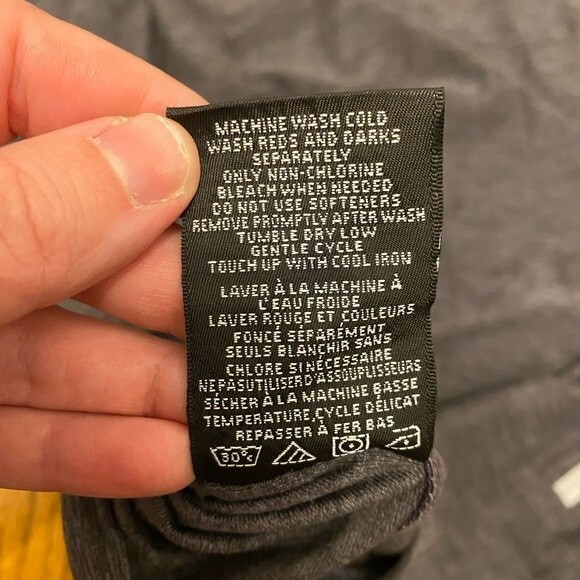 MACHINE WASH COLD
WASH REDS AND DARKS
SEPARATELY
ONLY NON-CHLORINE
BLEACH WHEN NEEDED
DO NOT USE SOFTENERS
REMOVE PROMPTLY AFTER WASH
TUMBLE DRY LOW
GENTLE CYCLE
TOUCH UP WITH COOL IRON
LAVER À LA MACHINE À
L'EAU FROIDE
LAVER ROUGE ET COULEURS
FONCÉ SÉPARÉMENT
SEULS BLANCHIR SANS
CHLORE SI NÉCESSAIRE
NE PAS UTILISER D'ASSOUPLISSEURS
SÉCHER À LA MACHINE BASSE
TEMPERATURE, CYCLE DÉLICAT
REPASSER À FER BAS
30°C